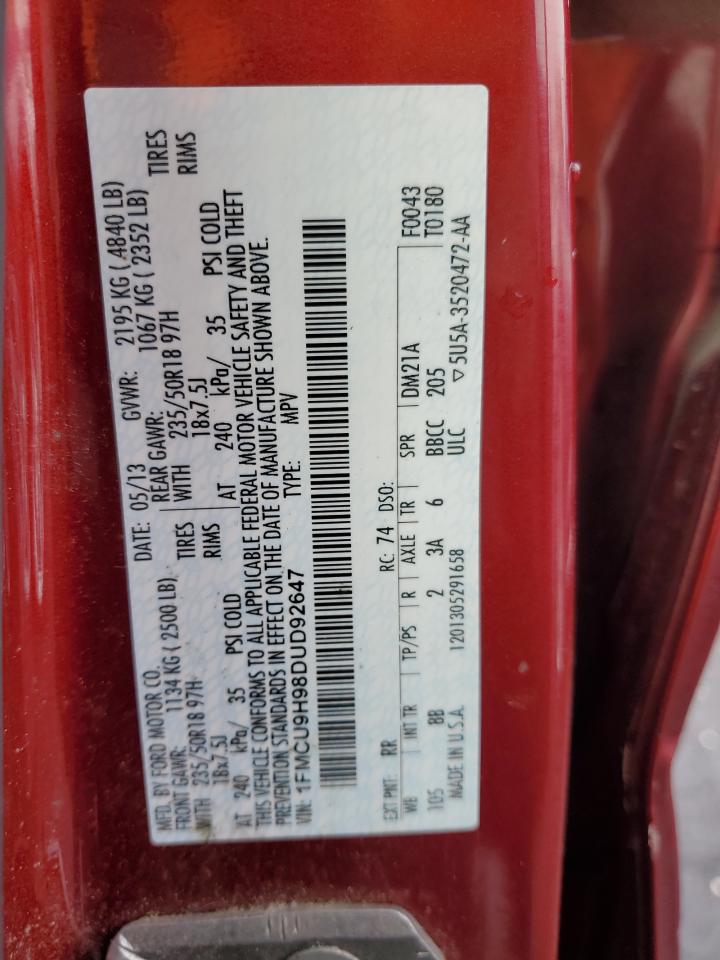 MFD. BY FORD MOTOR CO. DATE: 05/13 GVWR: 2195 KG ( 4840 LB)
FRONT GAWR: 1134 KG ( 2500 LB) REAR GAWR: 1067 KG ( 2352 LB)
WITH 235/50R18 97H TIRES WITH 235/50R18 97H TIRES
18x7.5J RIMS 18x7.5J RIMS
AT 240 kPa/ 35 PSI COLD AT 240 kPa/ 35 PSI COLD
THIS VEHICLE CONFORMS TO ALL APPLICABLE FEDERAL MOTOR VEHICLE SAFETY AND THEFT
PREVENTION STANDARDS IN EFFECT ON THE DATE OF MANUFACTURE SHOWN ABOVE.
VIN: 1FMCU9H98DUD92647 TYPE: MPV
EXT PNT: RR RC: 74 DSO: F0043
WB INT TR TP/PS R AXLE TR SPR DM21A T0180
105 8B 2 3A 6 BBCC 205
MADE IN U.S.A. 1201305291658 ULC ▽5U5A-3520472-AA